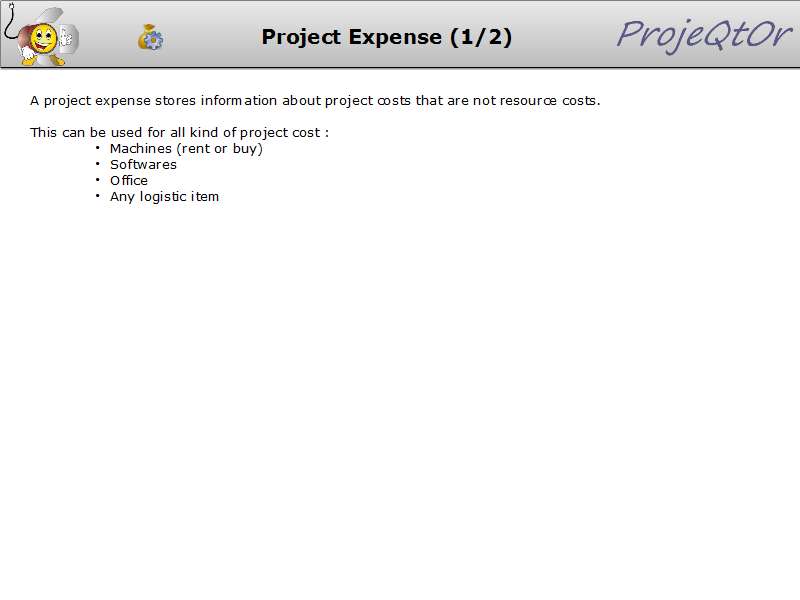 Project Expense (1/2)
ProjeQtOr
A project expense stores information about project costs that are not resource costs.
This can be used for all kind of project cost :
• Machines (rent or buy)
• Softwares
• Office
• Any logistic item